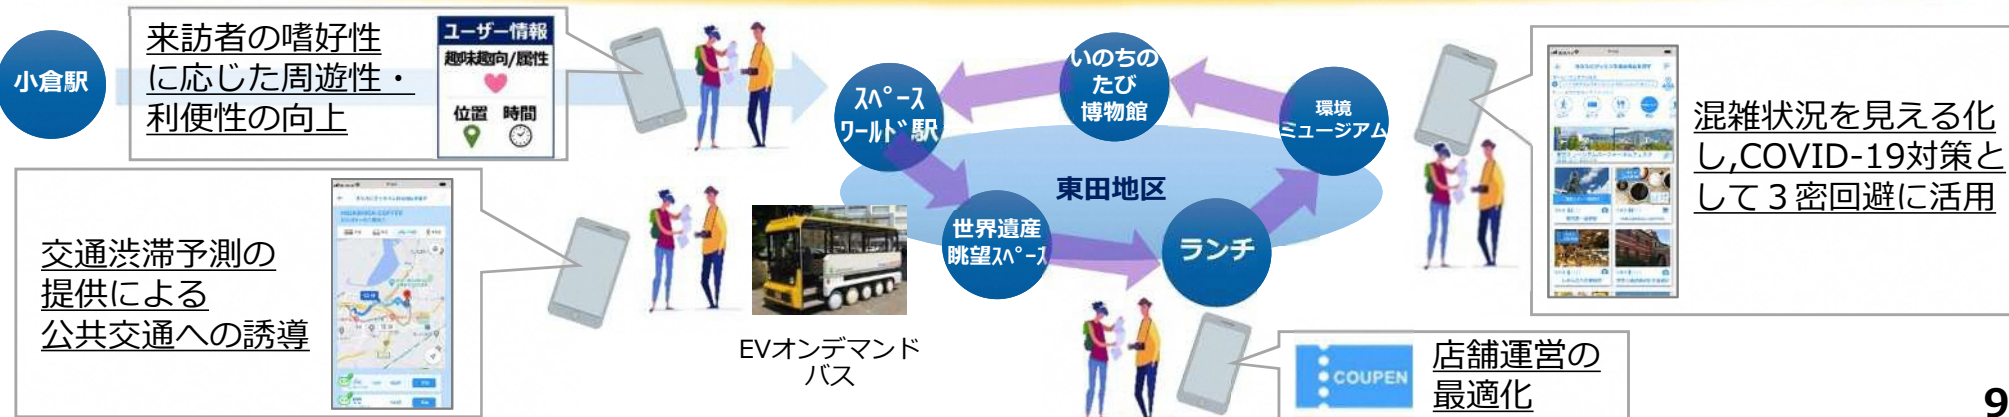 小倉駅
来訪者の嗜好性
に応じた周遊性・
利便性の向上
ユーザー情報
趣味趣向/属性
位置 時間
スペース
ワールド駅
いのちの
たび
博物館
環境
ミュージアム
東田地区
世界遺産
眺望スペース
ランチ
混雑状況を見える化
し,COVID-19対策と
して３密回避に活用
交通渋滞予測の
提供による
公共交通への誘導
EVオンデマンド
バス
COUPEN
店舗運営の
最適化
9